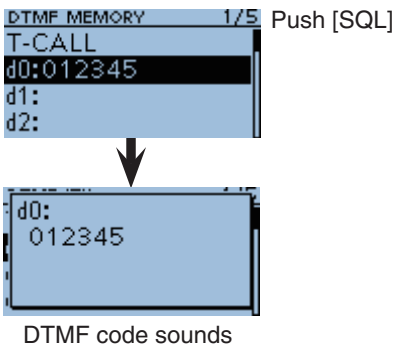 DTMF MEMORY 1/5
Push [SQL]
T-CALL
d0:012345
d1:
d2:
d0:
012345
DTMF code sounds